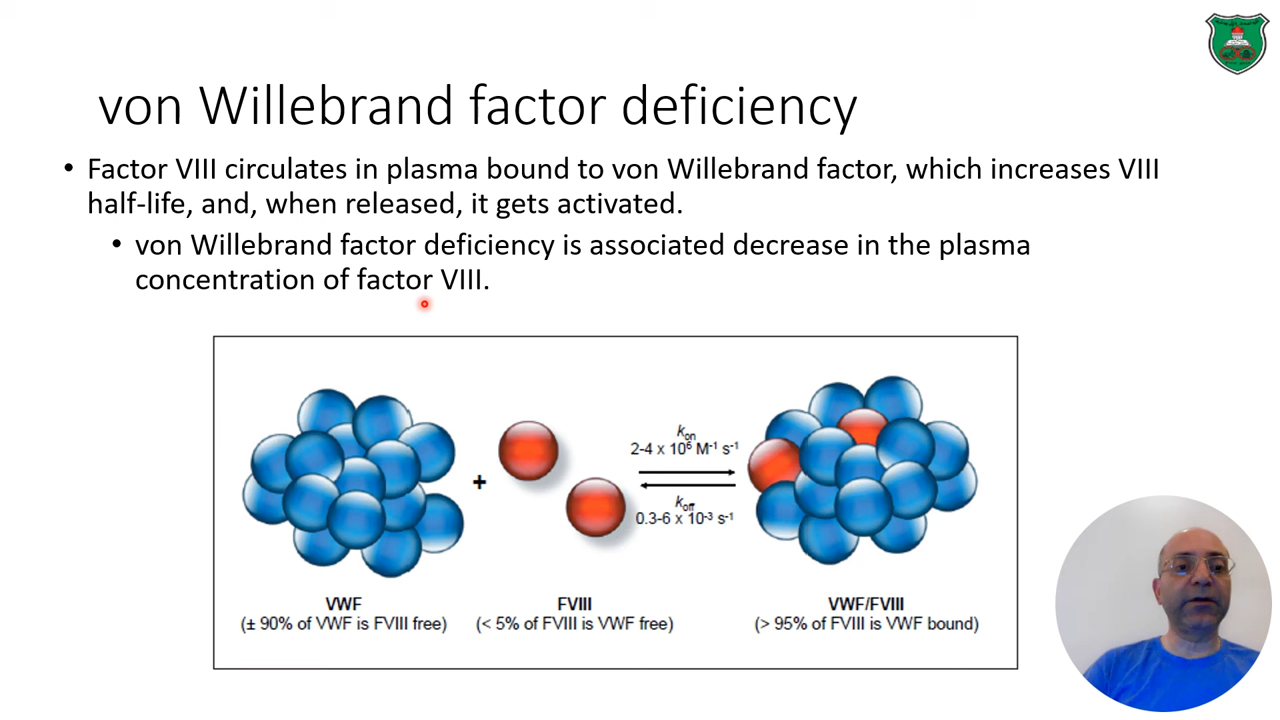 von Willebrand factor deficiency
• Factor VIII circulates in plasma bound to von Willebrand factor, which increases VIII
half-life, and, when released, it gets activated.
• von Willebrand factor deficiency is associated decrease in the plasma
concentration of factor VIII.
kon
2-4 x 10⁶ M⁻¹ s⁻¹
+
koff
0.3-6 x 10⁻³ s⁻¹
VWF
(± 90% of VWF is FVIII free)
FVIII
(< 5% of FVIII is VWF free)
VWF/FVIII
(> 95% of FVIII is VWF bound)